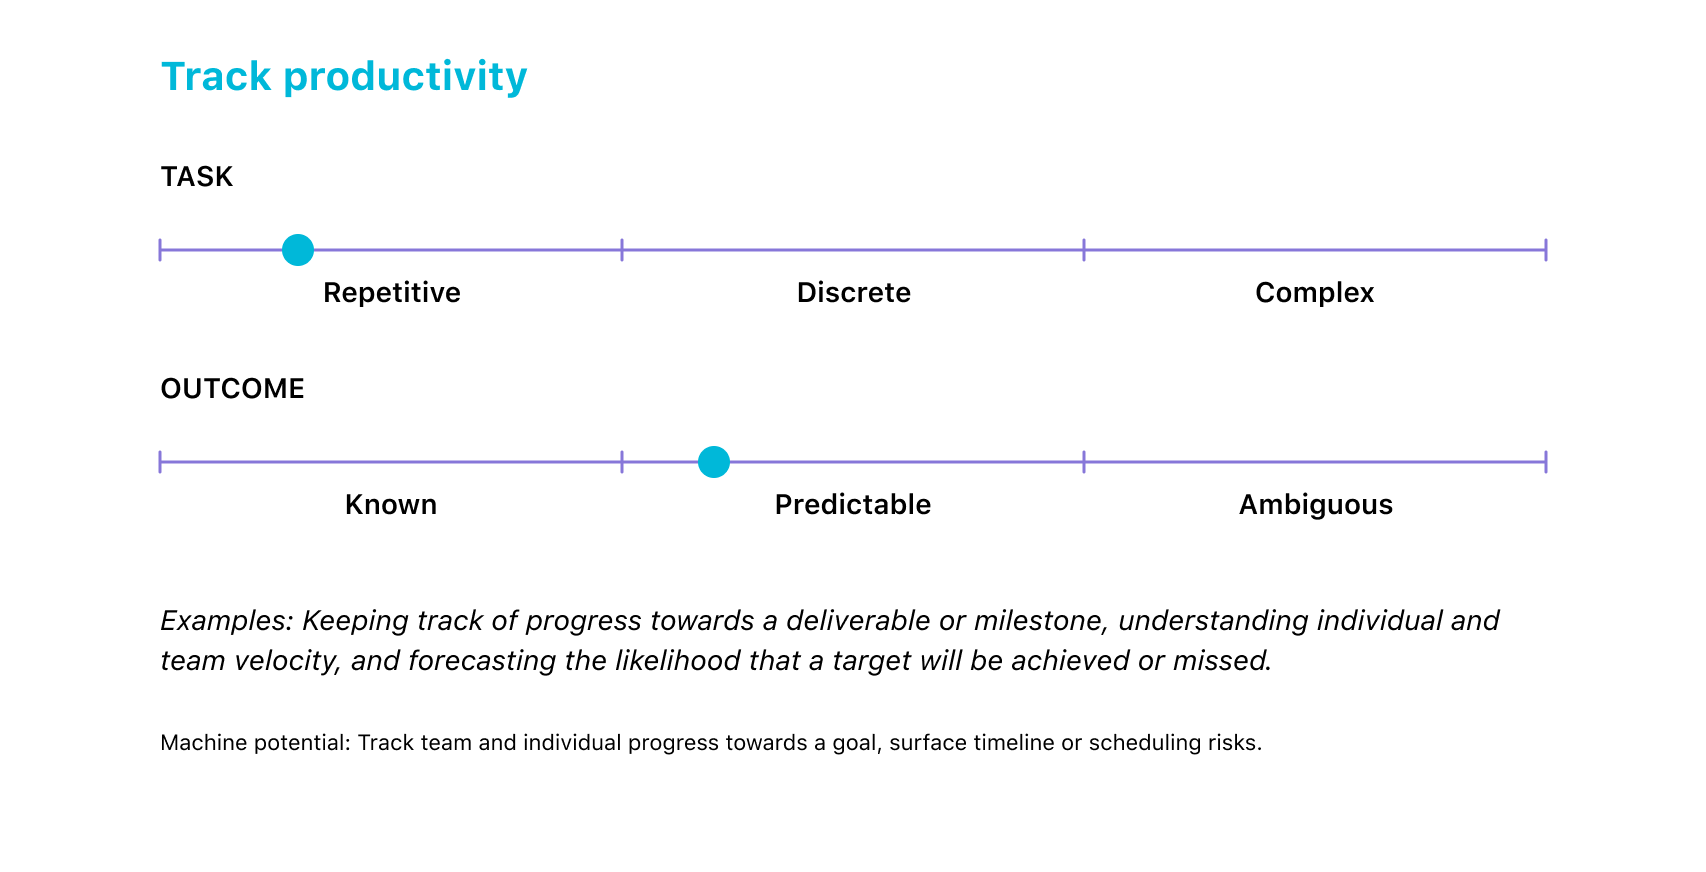 Track productivity
TASK
Repetitive
Discrete
Complex
OUTCOME
Known
Predictable
Ambiguous
Examples: Keeping track of progress towards a deliverable or milestone, understanding individual and
team velocity, and forecasting the likelihood that a target will be achieved or missed.
Machine potential: Track team and individual progress towards a goal, surface timeline or scheduling risks.